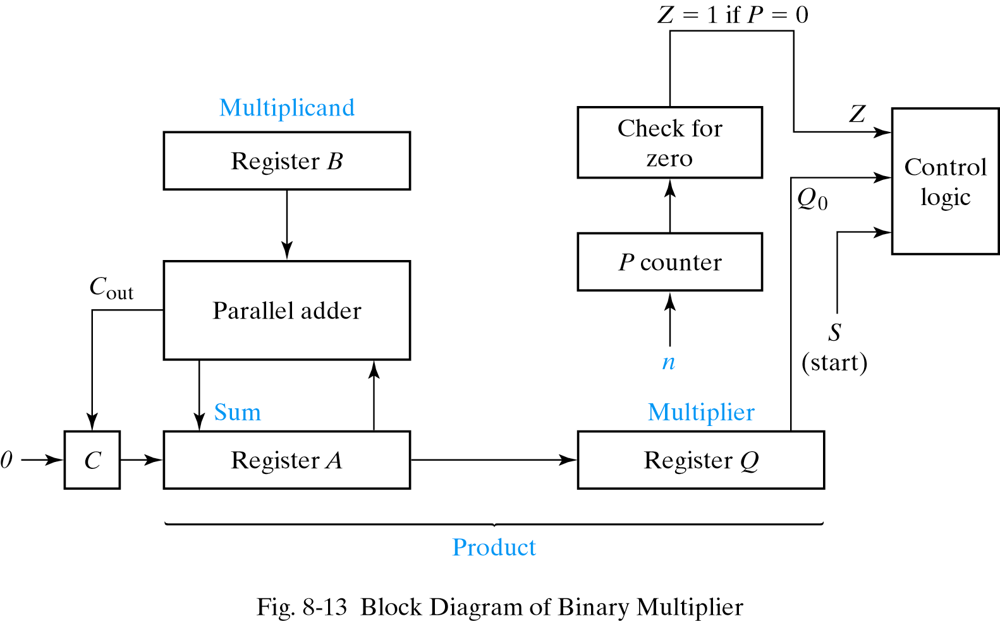 Z = 1 if P = 0
Multiplicand
Register B
Check for
zero
Z
Control
logic
Q0
P counter
Cout
Parallel adder
S
(start)
n
Sum
Multiplier
0
C
Register A
Register Q
Product
Fig. 8-13 Block Diagram of Binary Multiplier